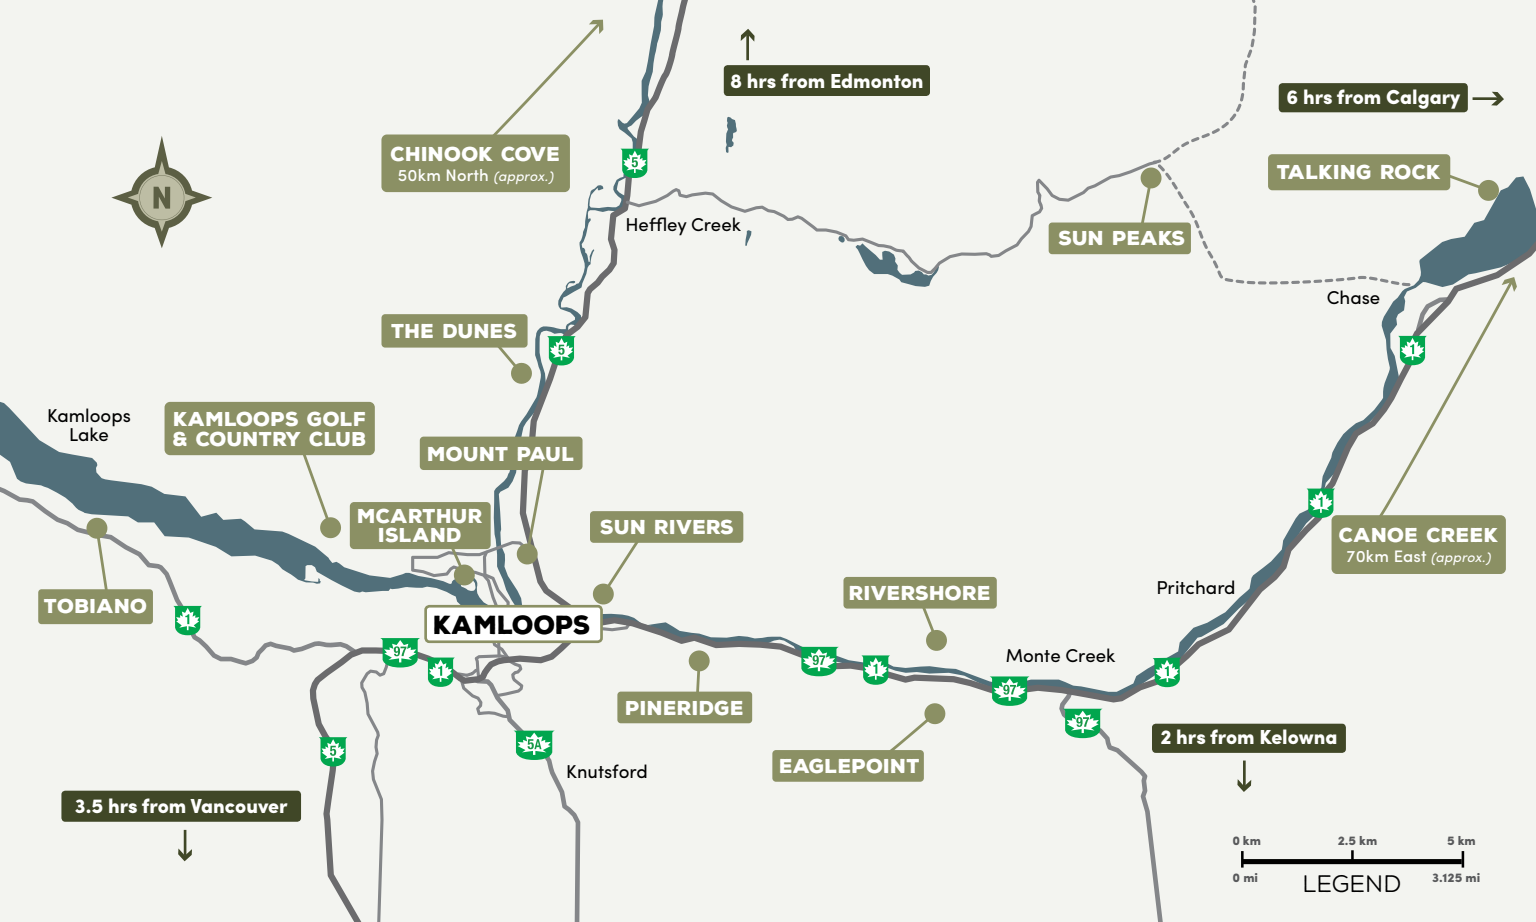 8 hrs from Edmonton
6 hrs from Calgary
CHINOOK COVE
50km North (approx.)
5
TALKING ROCK
N
Heffley Creek
SUN PEAKS
Chase
THE DUNES
5
1
Kamloops
Lake
KAMLOOPS GOLF
& COUNTRY CLUB
MOUNT PAUL
1
MCARTHUR
ISLAND
SUN RIVERS
CANOE CREEK
70km East (approx.)
TOBIANO
1
KAMLOOPS
RIVERSHORE
Pritchard
97
1
97
1
Monte Creek
97
1
PINERIDGE
97
5
5A
Knutsford
EAGLEPOINT
2 hrs from Kelowna
3.5 hrs from Vancouver
0 km
2.5 km
5 km
0 mi
LEGEND
3.125 mi